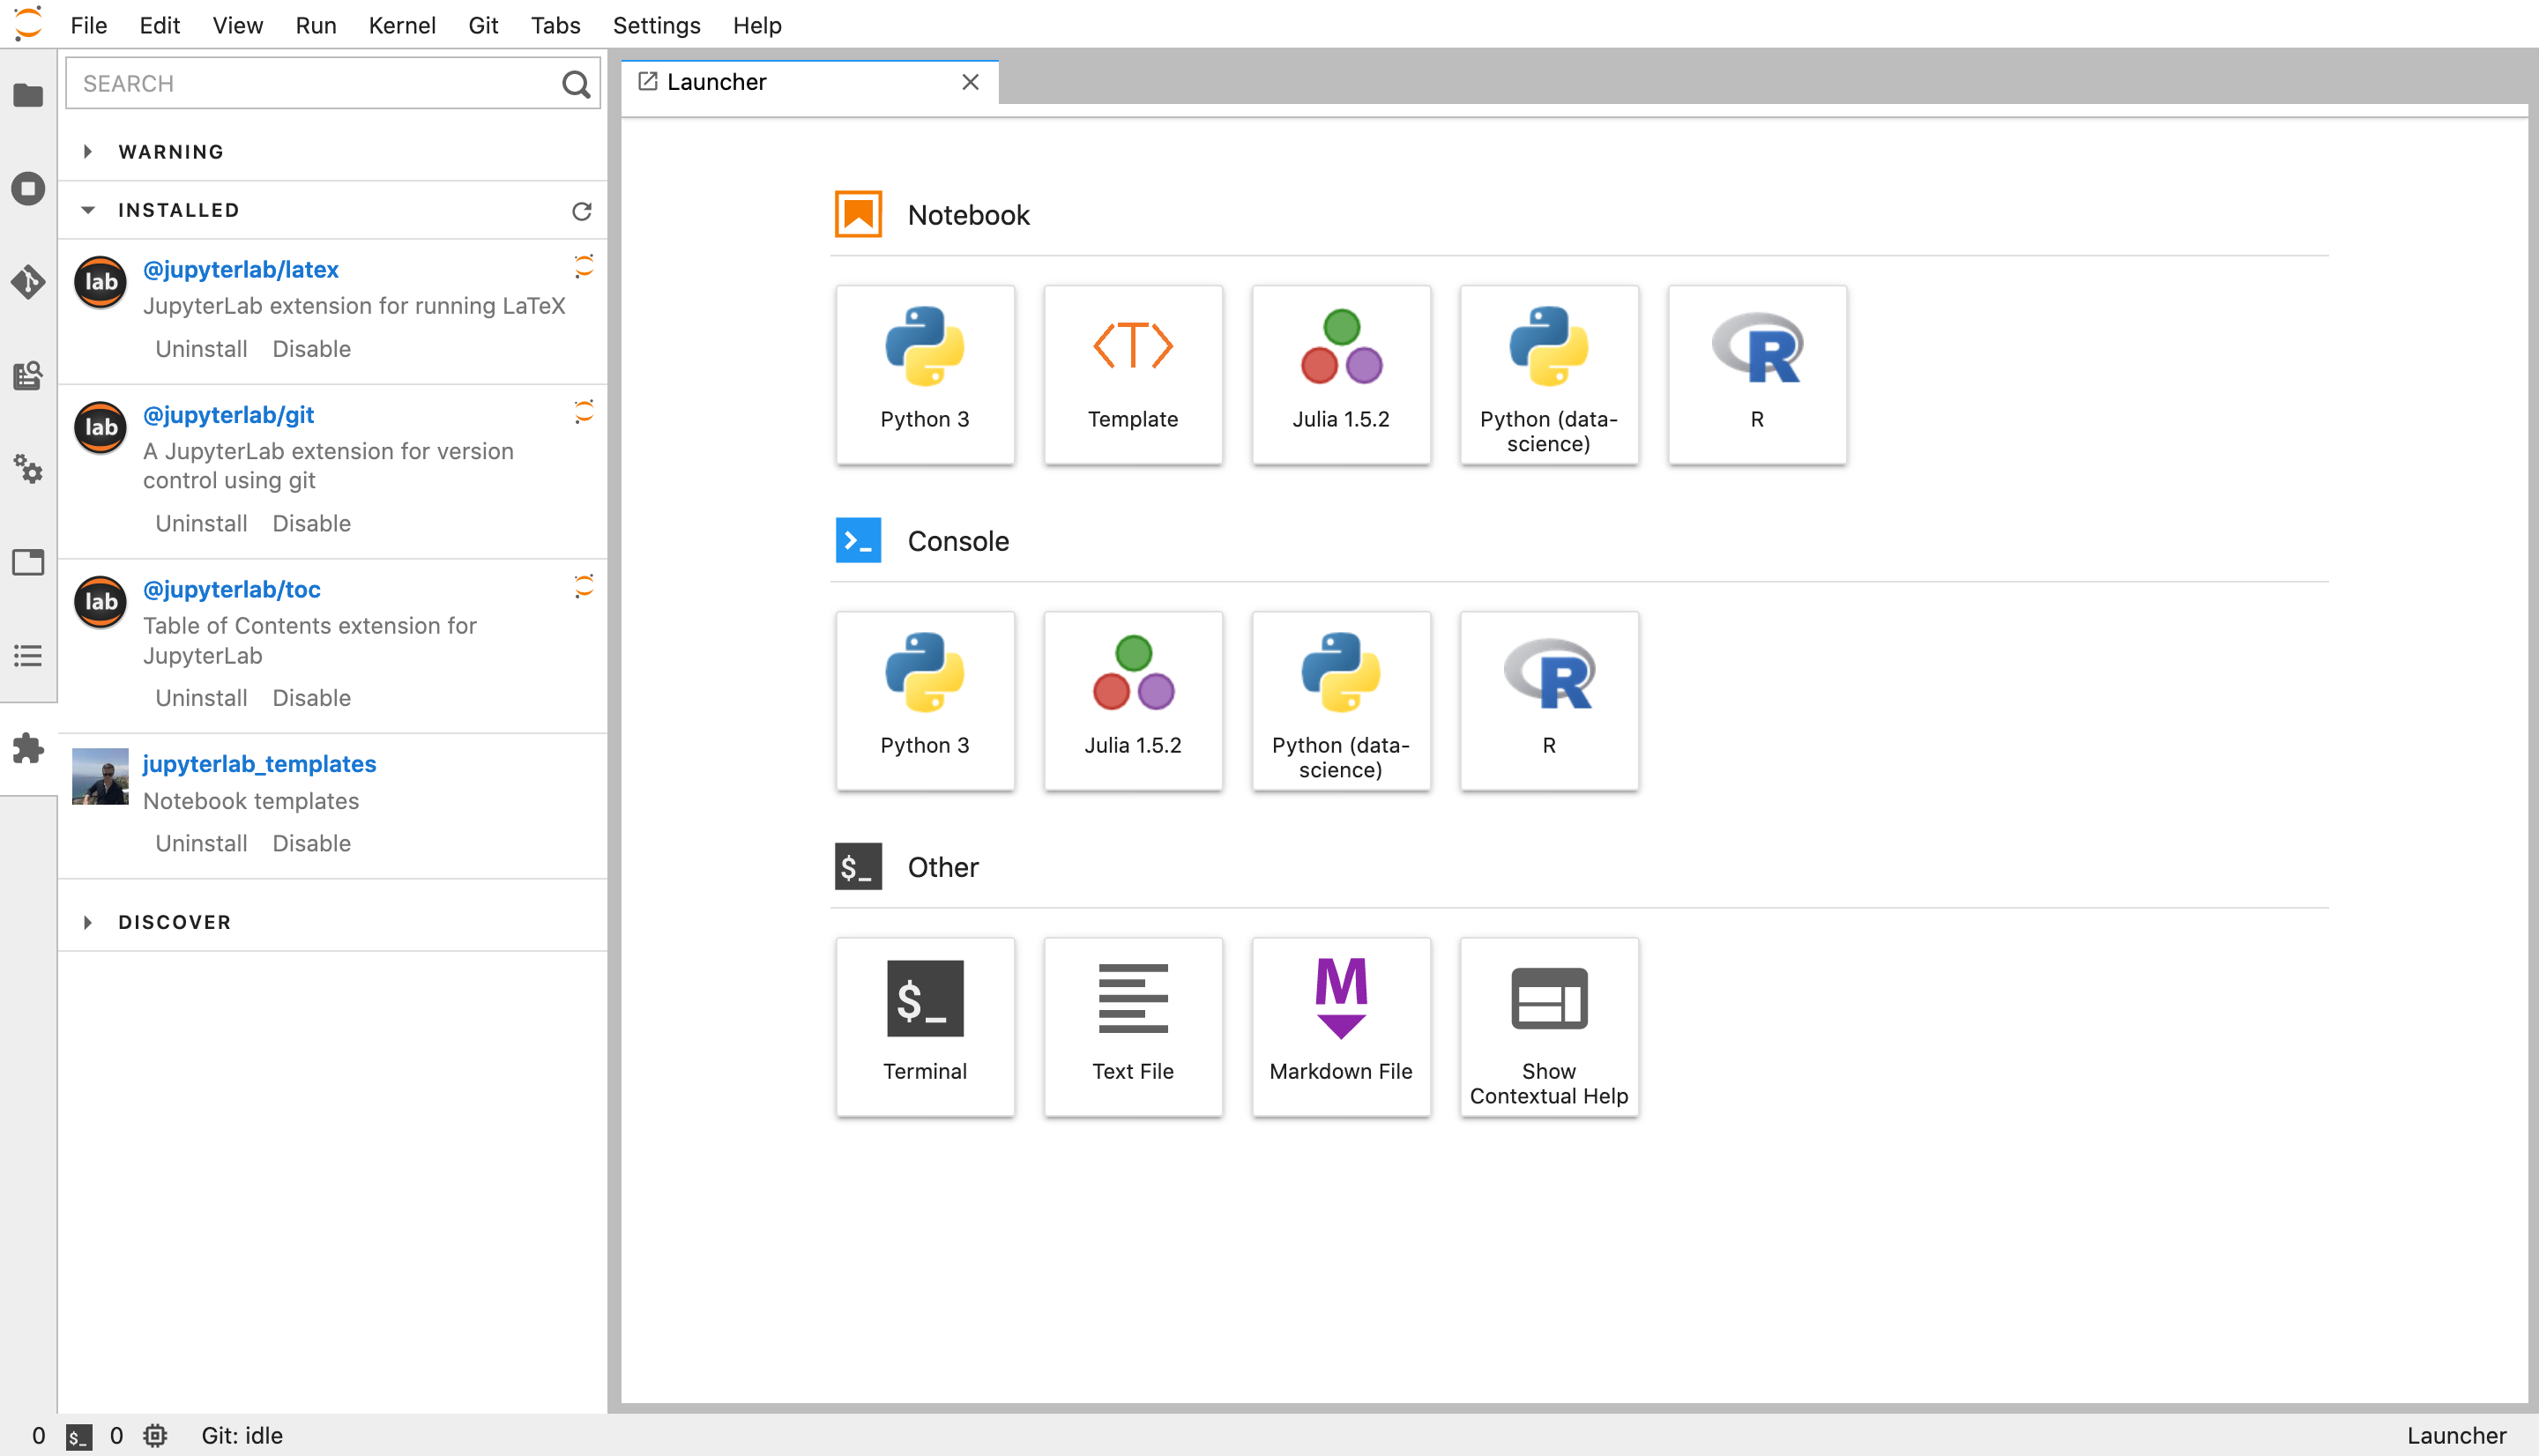 File Edit View Run Kernel Git Tabs Settings Help
SEARCH
WARNING
INSTALLED
lab
@jupyterlab/latex
JupyterLab extension for running LaTeX
Uninstall Disable
lab
@jupyterlab/git
A JupyterLab extension for version
control using git
Uninstall Disable
lab
@jupyterlab/toc
Table of Contents extension for
JupyterLab
Uninstall Disable
jupyterlab_templates
Notebook templates
Uninstall Disable
DISCOVER
Launcher
Notebook
Python 3
<T>
Template
Julia 1.5.2
Python (data-
science)
R
R
>_
Console
Python 3
Julia 1.5.2
Python (data-
science)
R
R
$_
Other
$_
Terminal
Text File
M
Markdown File
Show
Contextual Help
0 $_ 0 Git: idle
Launcher